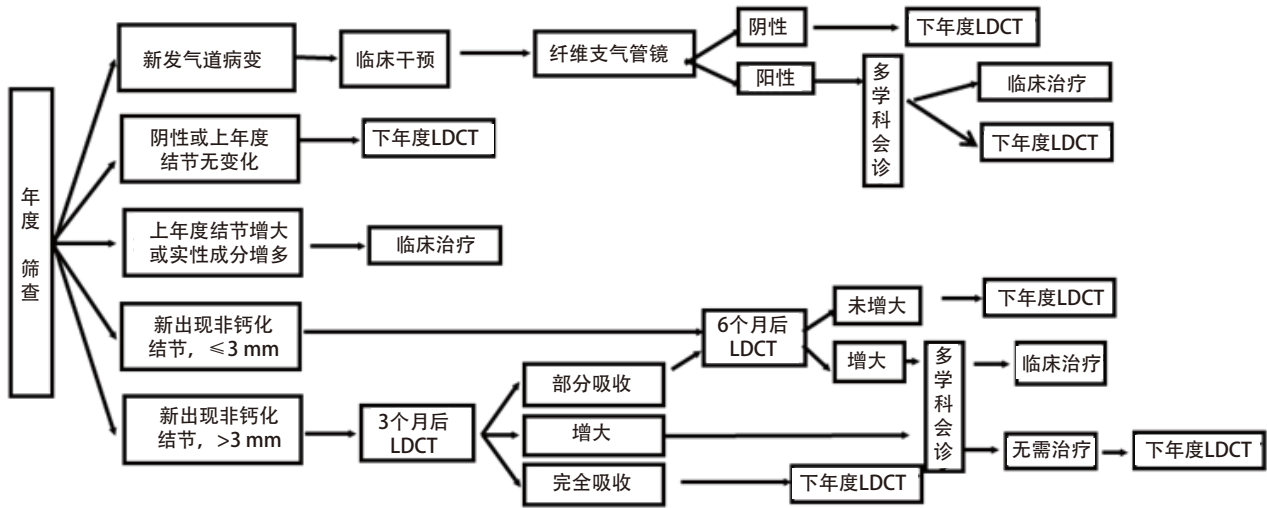 年度
筛查
新发气道病变
临床干预
纤维支气管镜
阴性
下年度LDCT
阳性
多学科会诊
临床治疗
下年度LDCT
阴性或上年度
结节无变化
下年度LDCT
上年度结节增大
或实性成分增多
临床治疗
新出现非钙化
结节，≤3 mm
6个月后
LDCT
未增大
下年度LDCT
增大
多学科会诊
临床治疗
无需治疗
下年度LDCT
新出现非钙化
结节，>3 mm
3个月后
LDCT
部分吸收
增大
完全吸收
下年度LDCT